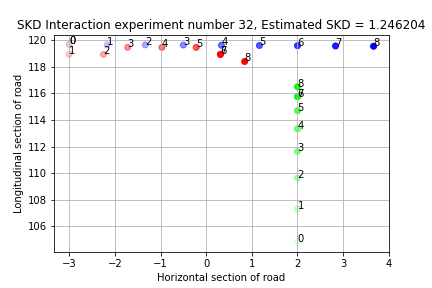 SKD Interaction experiment number 32, Estimated SKD = 1.246204
120
118
116
114
112
110
108
106
Longitudinal section of road
0 1 2 3 4 5 6 7 8
0 1 2 3 4 5 6 8
8
6
5
4
3
2
1
0
−3 −2 −1 0 1 2 3 4
Horizontal section of road